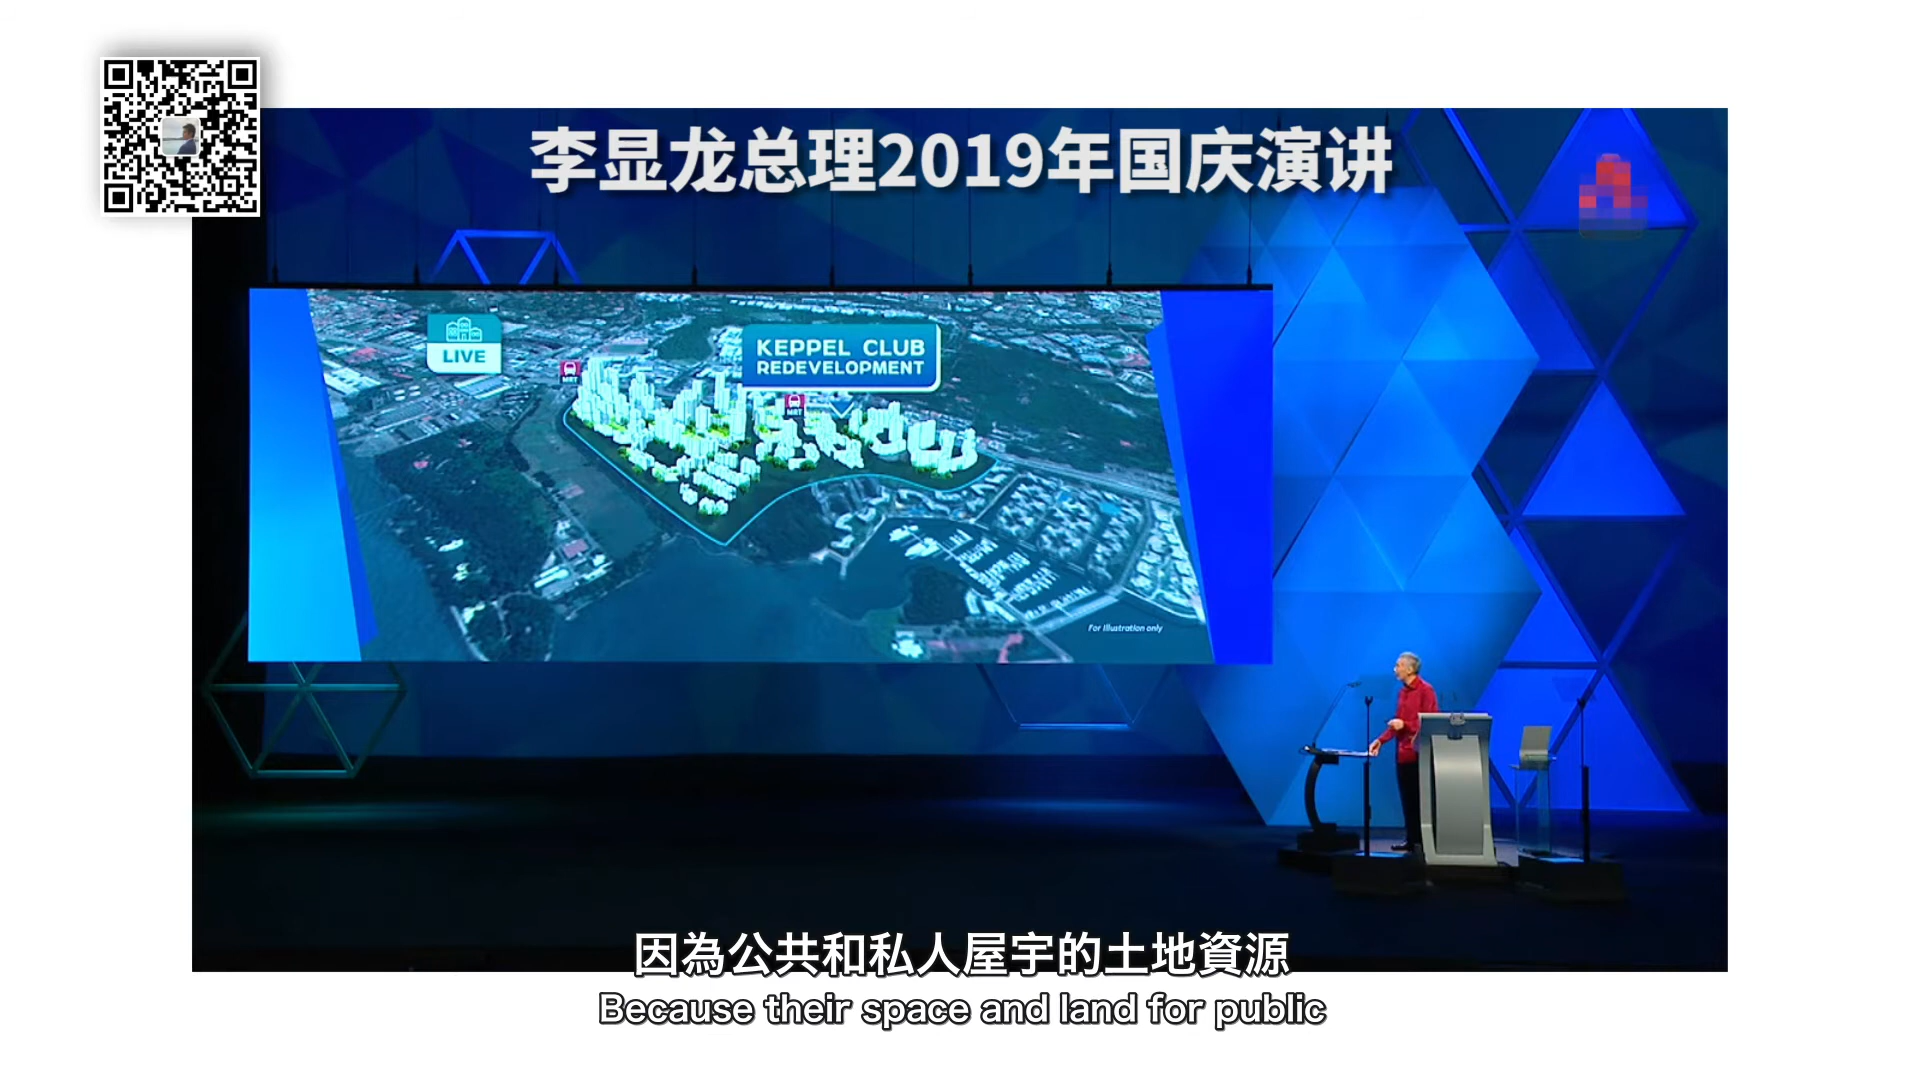 李显龙总理2019年国庆演讲
LIVE
KEPPEL CLUB
REDEVELOPMENT
MRT
MRT
For illustration only
因為公共和私人屋宇的土地資源
Because their space and land for public